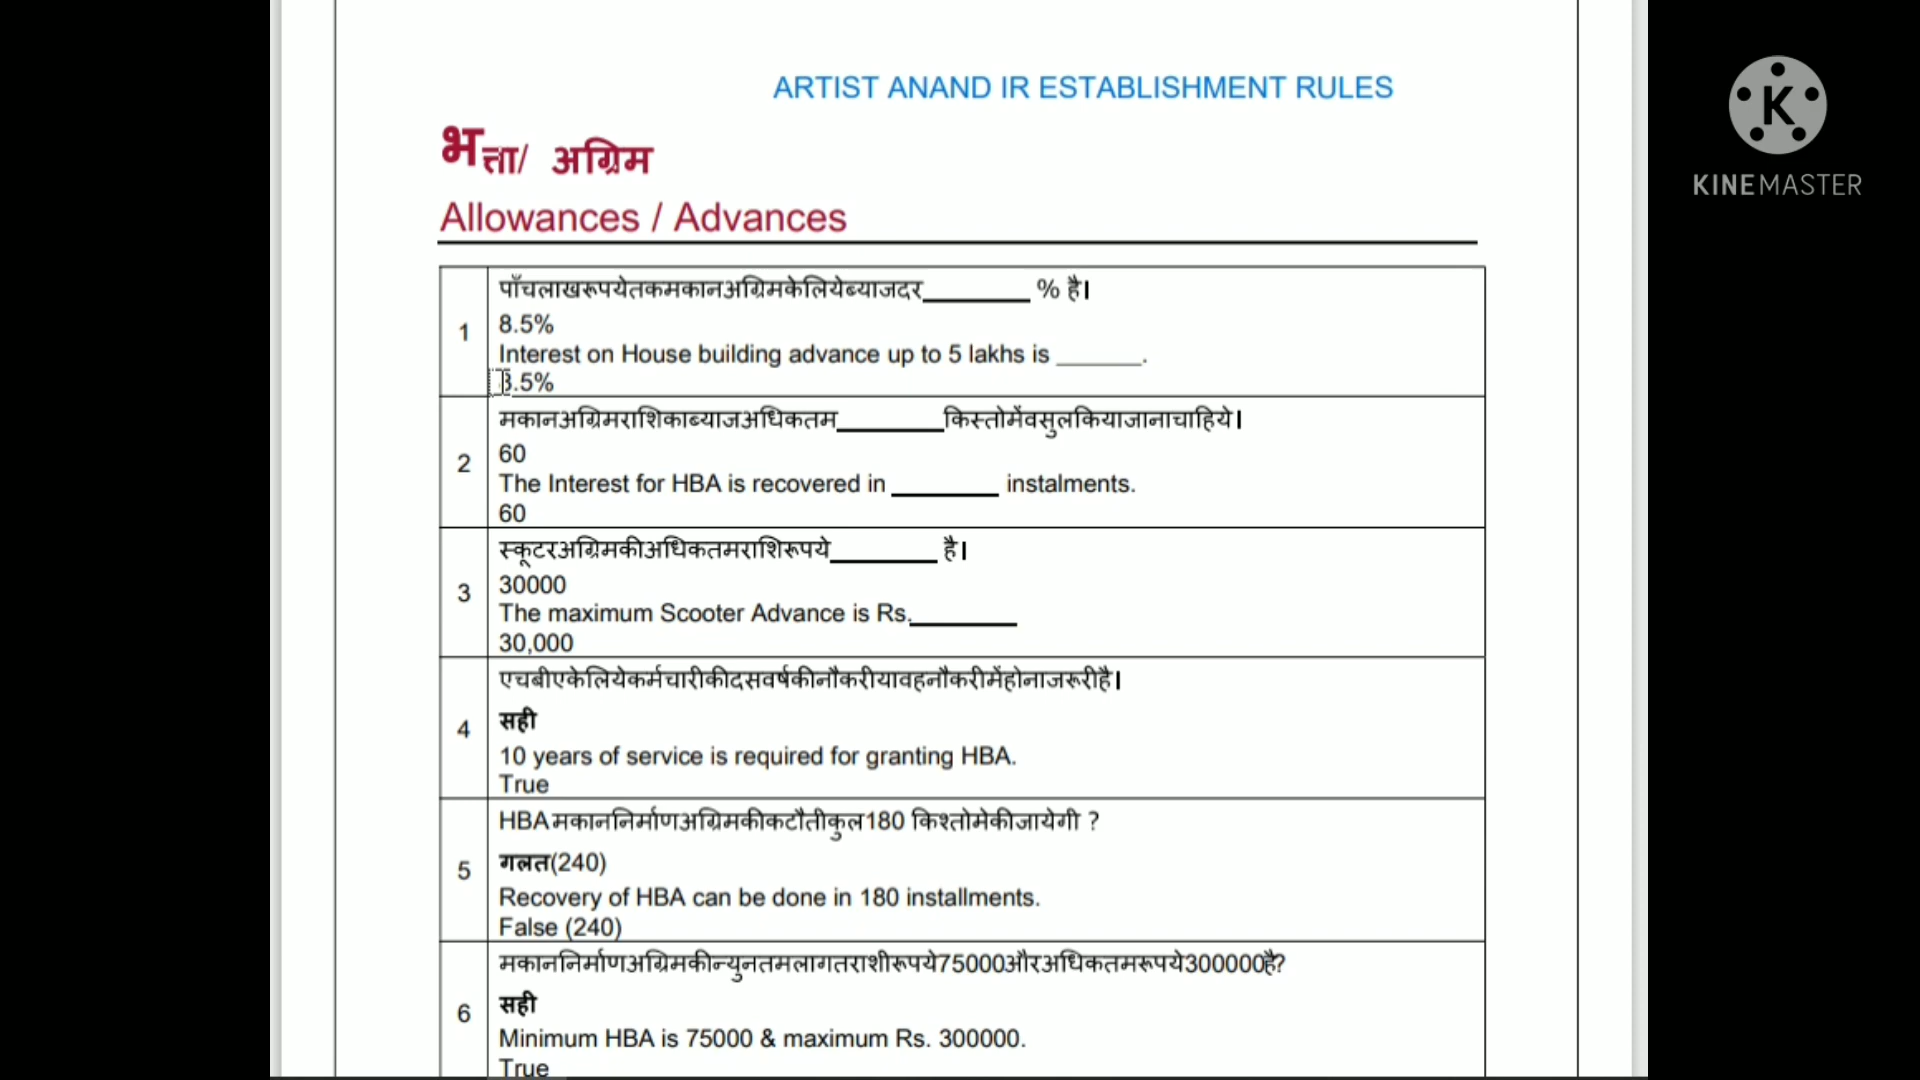 ARTIST ANAND IR ESTABLISHMENT RULES
KINEMASTER
भत्ता/ अग्रिम
Allowances / Advances
1
पाँचलाखरूपयेतकमकानअग्रिमकेलियेब्याजदर________ % है।
8.5%
Interest on House building advance up to 5 lakhs is ______.
8.5%
2
मकानअग्रिमराशिकाब्याजअधिकतम________किस्तोमेंवसुलकियाजानाचाहिये।
60
The Interest for HBA is recovered in ________ instalments.
60
3
स्कूटरअग्रिमकीअधिकतमराशिरूपये________ है।
30000
The maximum Scooter Advance is Rs.________
30,000
4
एचबीएकेलियेकर्मचारीकीदसवर्षकीनौकरीयावहनौकरीमेंहोनाजरूरीहै।
सही
10 years of service is required for granting HBA.
True
5
HBAमकाननिर्माणअग्रिमकीकटौतीकुल180 किश्तोमेकीजायेगी ?
गलत(240)
Recovery of HBA can be done in 180 installments.
False (240)
6
मकाननिर्माणअग्रिमकीन्युनतमलागतराशीरूपये75000औरअधिकतमरूपये300000है?
सही
Minimum HBA is 75000 & maximum Rs. 300000.
True